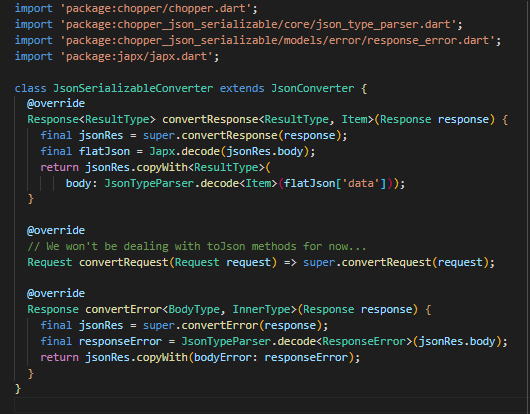 import 'package:chopper/chopper.dart';
import 'package:chopper_json_serializable/core/json_type_parser.dart';
import 'package:chopper_json_serializable/models/error/response_error.dart';
import 'package:japx/japx.dart';

class JsonSerializableConverter extends JsonConverter {
  @override
  Response<ResultType> convertResponse<ResultType, Item>(Response response) {
    final jsonRes = super.convertResponse(response);
    final flatJson = Japx.decode(jsonRes.body);
    return jsonRes.copyWith<ResultType>(
        body: JsonTypeParser.decode<Item>(flatJson['data']));
  }

  @override
  // We won't be dealing with toJson methods for now...
  Request convertRequest(Request request) => super.convertRequest(request);

  @override
  Response convertError<BodyType, InnerType>(Response response) {
    final jsonRes = super.convertError(response);
    final responseError = JsonTypeParser.decode<ResponseError>(jsonRes.body);
    return jsonRes.copyWith(bodyError: responseError);
  }
}